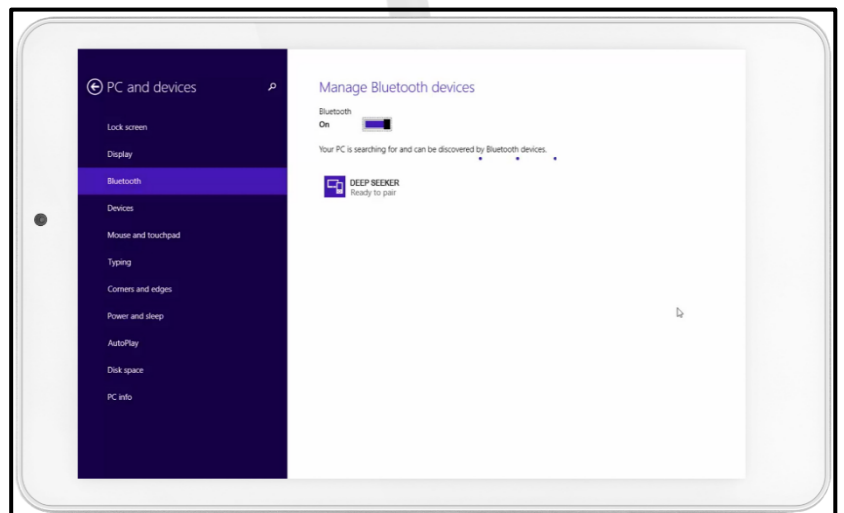 PC and devices
Lock screen
Display
Bluetooth
Devices
Mouse and touchpad
Typing
Corners and edges
Power and sleep
AutoPlay
Disk space
PC info
Manage Bluetooth devices
Bluetooth
On
Your PC is searching for and can be discovered by Bluetooth devices.
DEEP SEEKER
Ready to pair